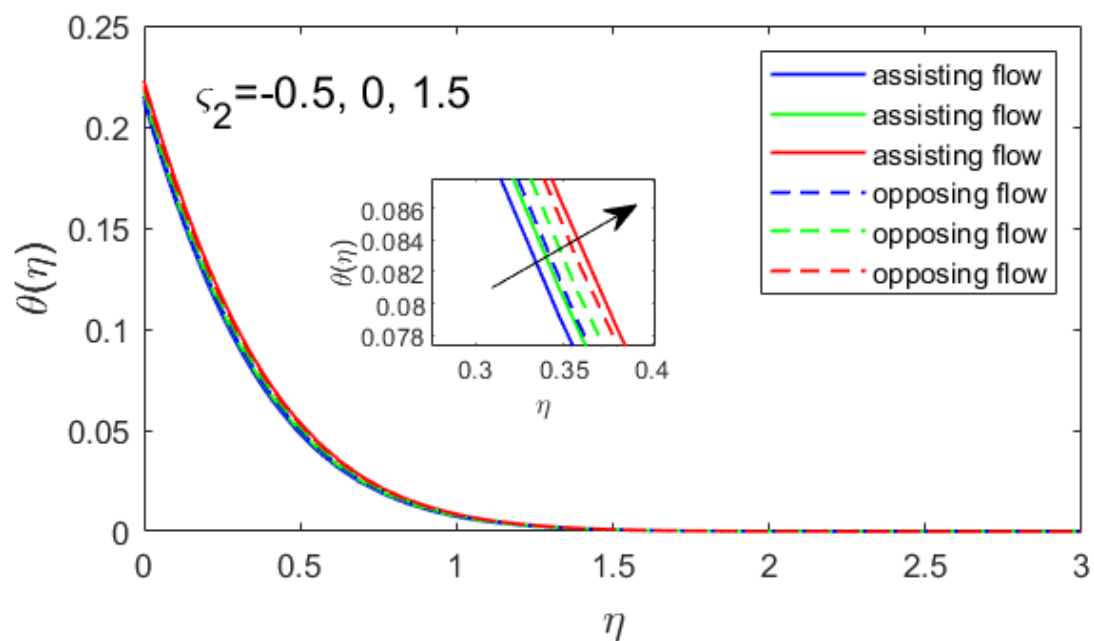 0.25
0.2
0.15
0.1
0.05
0
θ(η)
ς₂=-0.5, 0, 1.5
assisting flow
assisting flow
assisting flow
opposing flow
opposing flow
opposing flow
0.086
0.084
0.082
0.08
0.078
θ(η)
0.3 0.35 0.4
η
0 0.5 1 1.5 2 2.5 3
η